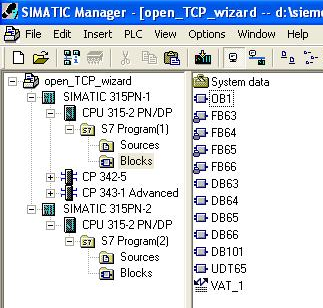 SIMATIC Manager - [open_TCP_wizard -- d:\sieme
File Edit Insert PLC View Options Window
open_TCP_wizard
SIMATIC 315PN-1
CPU 315-2 PN/DP
S7 Program(1)
Sources
Blocks
CP 342-5
CP 343-1 Advanced
SIMATIC 315PN-2
CPU 315-2 PN/DP
S7 Program(2)
Sources
Blocks
System data
OB1
FB63
FB64
FB65
FB66
DB63
DB64
DB65
DB66
DB101
UDT65
VAT_1